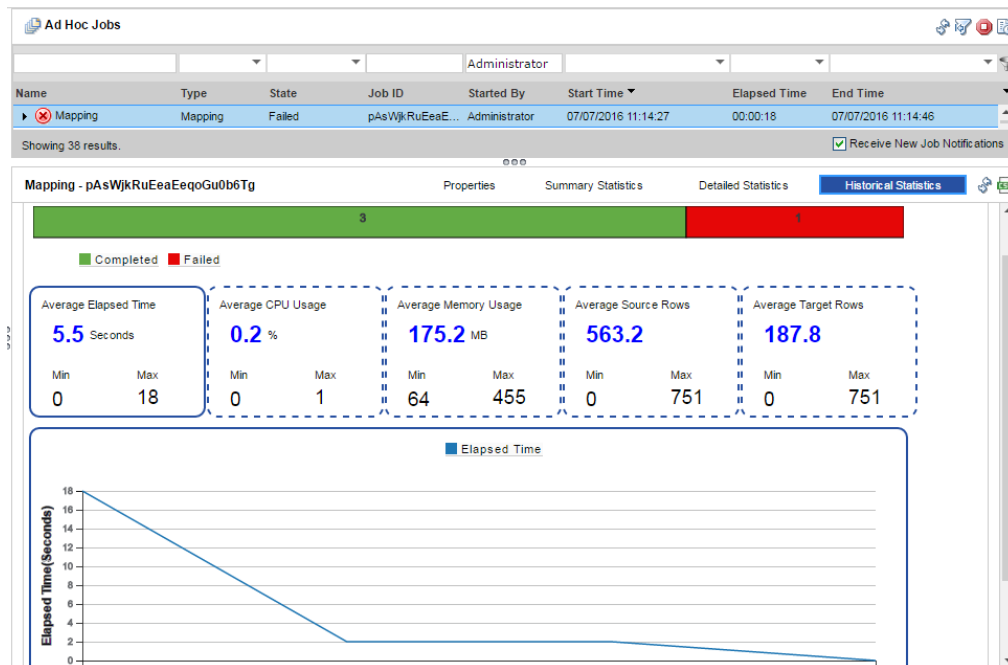 Ad Hoc Jobs
Administrator
Name Type State Job ID Started By Start Time Elapsed Time End Time
Mapping Mapping Failed pAsWjkRuEeaE... Administrator 07/07/2016 11:14:27 00:00:18 07/07/2016 11:14:46
Showing 38 results. Receive New Job Notifications
Mapping - pAsWjkRuEeaEeqoGu0b6Tg Properties Summary Statistics Detailed Statistics Historical Statistics
3 1
Completed Failed
Average Elapsed Time Average CPU Usage Average Memory Usage Average Source Rows Average Target Rows
5.5 Seconds 0.2 % 175.2 MB 563.2 187.8
Min Max Min Max Min Max Min Max Min Max
0 18 0 1 64 455 0 751 0 751
Elapsed Time
Elapsed Time(Seconds)
18
16
14
12
10
8
6
4
2
0